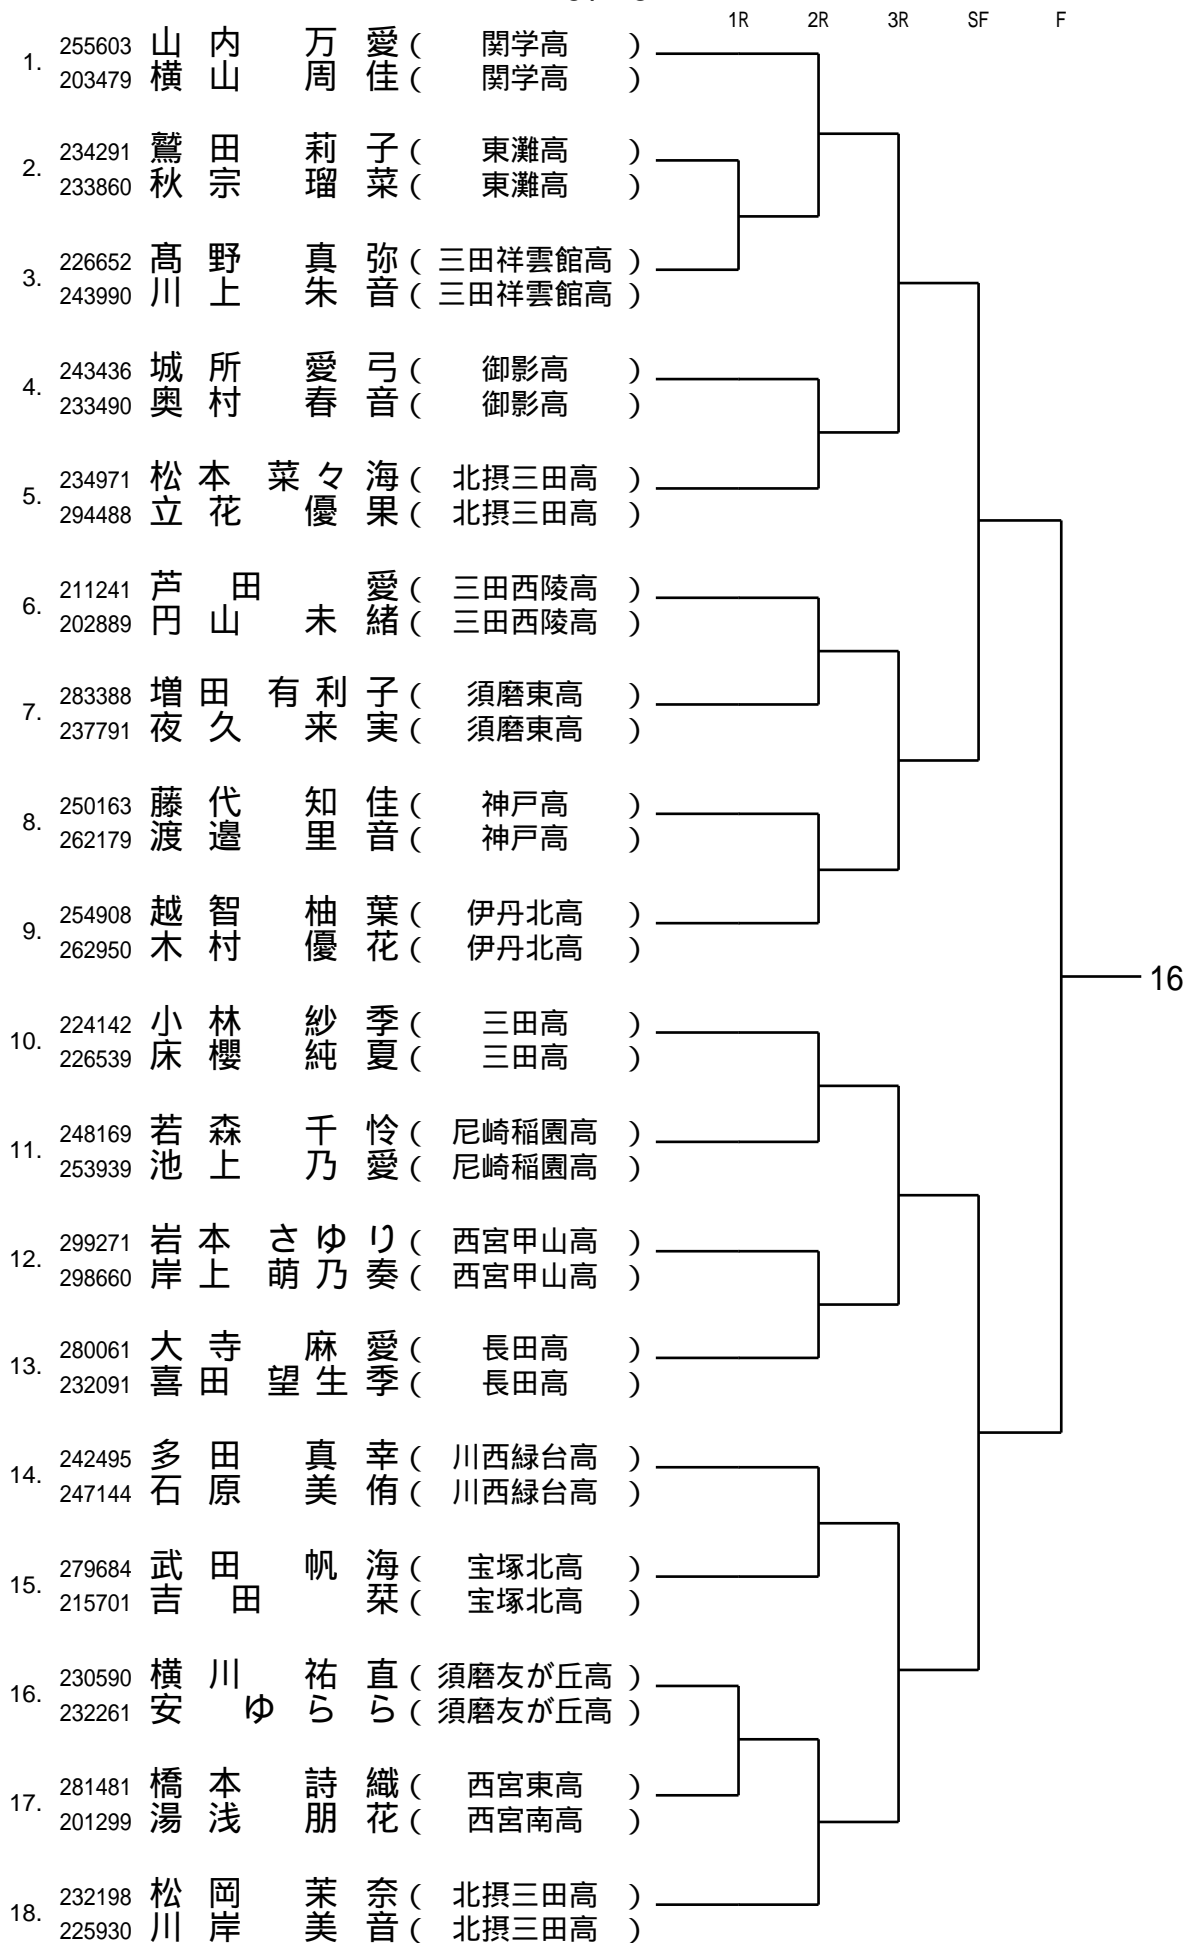 1R 2R 3R SF F
1. 255603 山内 万愛 ( 関学高 )
203479 横山 周佳 ( 関学高 )
2. 234291 鷲田 莉子 ( 東灘高 )
233860 秋宗 瑠菜 ( 東灘高 )
3. 226652 髙野 真弥 ( 三田祥雲館高 )
243990 川上 朱音 ( 三田祥雲館高 )
4. 243436 城所 愛弓 ( 御影高 )
233490 奥村 春音 ( 御影高 )
5. 234971 松本 菜々海 ( 北摂三田高 )
294488 立花 優果 ( 北摂三田高 )
6. 211241 芦田 愛 ( 三田西陵高 )
202889 円山 未緒 ( 三田西陵高 )
7. 283388 増田 有利子 ( 須磨東高 )
237791 夜久 来実 ( 須磨東高 )
8. 250163 藤代 知佳 ( 神戸高 )
262179 渡邉 里音 ( 神戸高 )
9. 254908 越智 柚葉 ( 伊丹北高 )
262950 木村 優花 ( 伊丹北高 )
16
10. 224142 小林 紗季 ( 三田高 )
226539 床櫻 純夏 ( 三田高 )
11. 248169 若森 千怜 ( 尼崎稲園高 )
253939 池上 乃愛 ( 尼崎稲園高 )
12. 299271 岩本 さゆり ( 西宮甲山高 )
298660 岸上 萌乃奏 ( 西宮甲山高 )
13. 280061 大寺 麻愛 ( 長田高 )
232091 喜田 望生季 ( 長田高 )
14. 242495 多田 真幸 ( 川西緑台高 )
247144 石原 美侑 ( 川西緑台高 )
15. 279684 武田 帆海 ( 宝塚北高 )
215701 吉田 栞 ( 宝塚北高 )
16. 230590 横川 祐直 ( 須磨友が丘高 )
232261 安 ゆらら ( 須磨友が丘高 )
17. 281481 橋本 詩織 ( 西宮東高 )
201299 湯浅 朋花 ( 西宮南高 )
18. 232198 松岡 茉奈 ( 北摂三田高 )
225930 川岸 美音 ( 北摂三田高 )